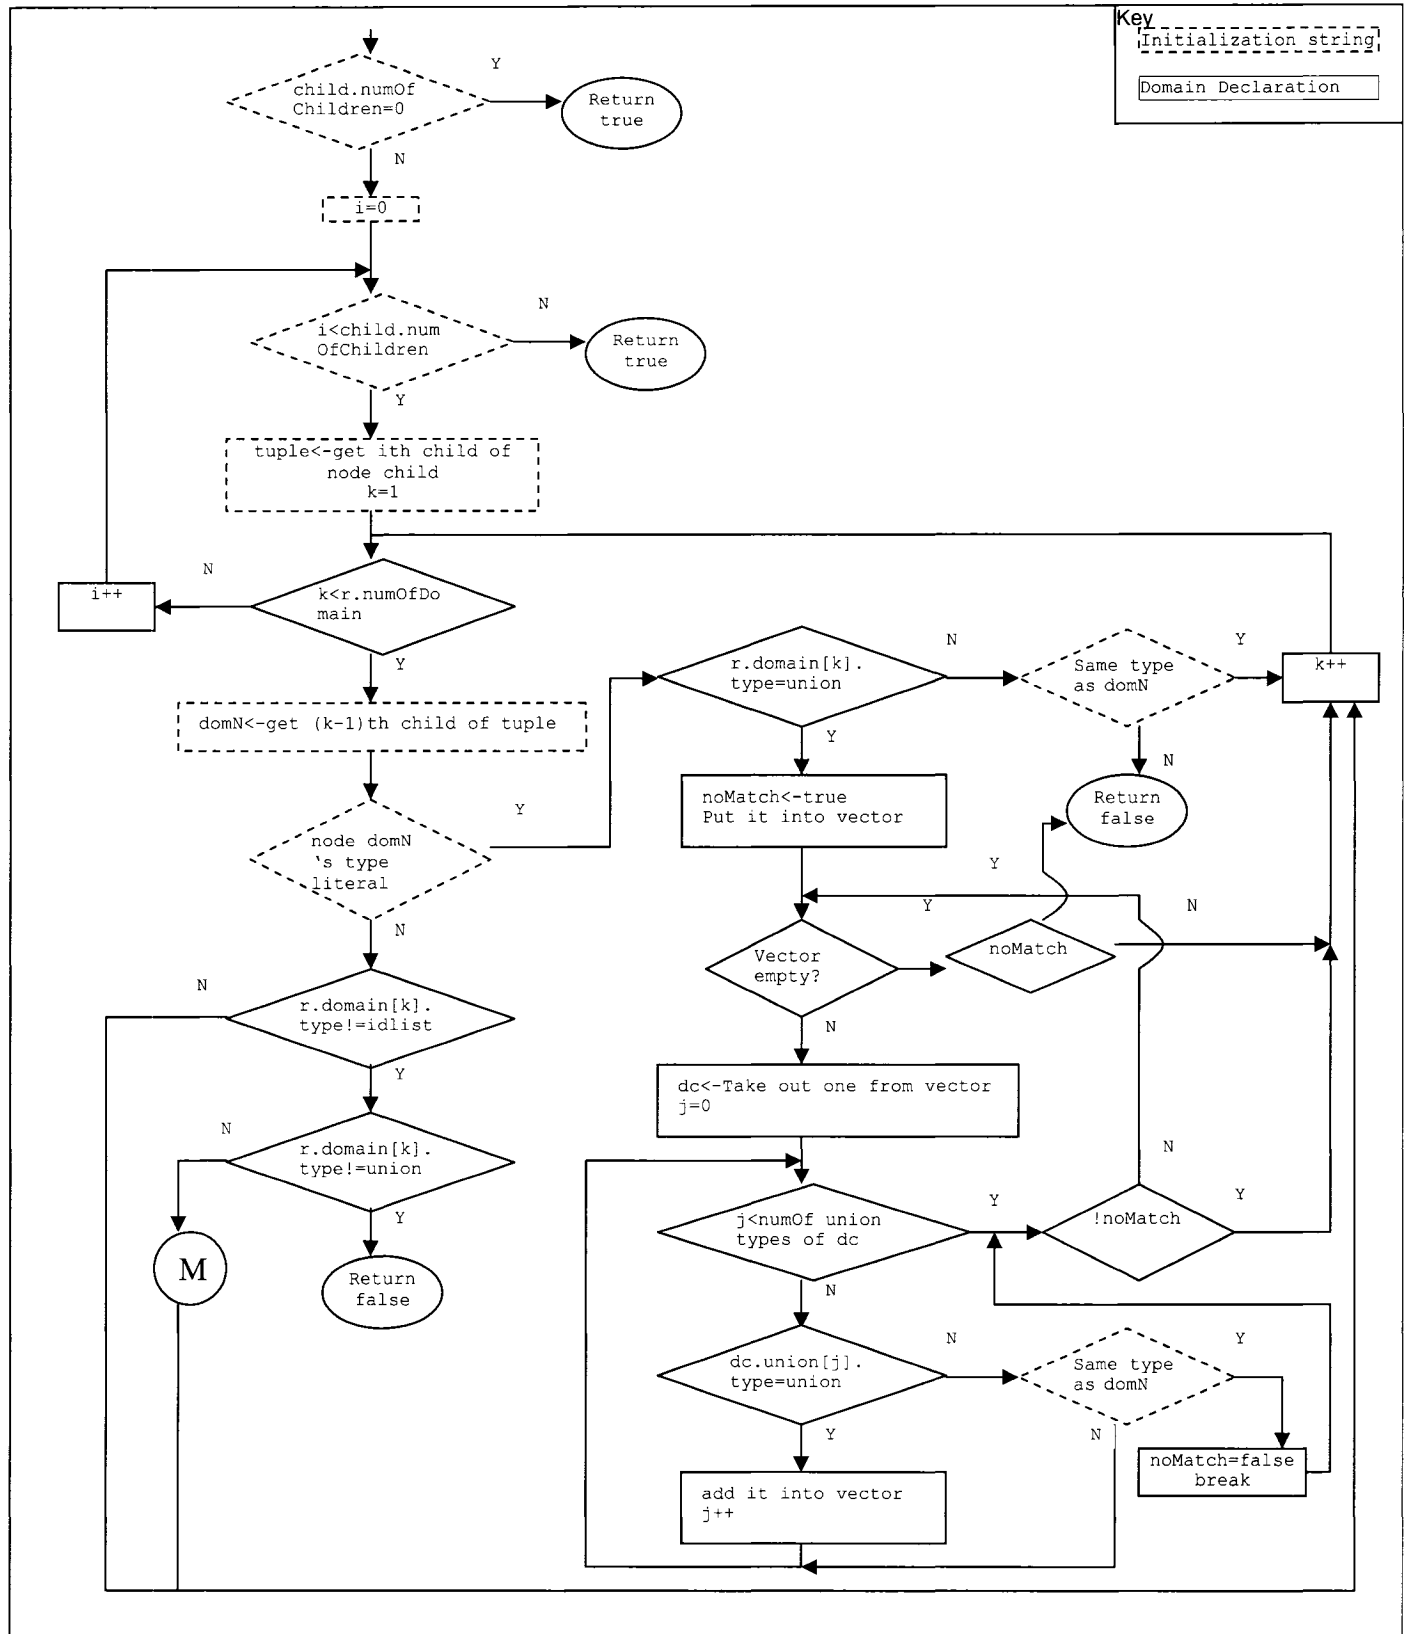 Key
Initialization string
Domain Declaration
child.numOf
Children=0
Y
Return
true
N
i=0
i<child.num
OfChildren
N
Return
true
Y
tuple<-get ith child of
node child
k=1
N
i++
k<r.numOfDo
main
Y
domN<-get (k-1)th child of tuple
node domN
's type
literal
Y
N
r.domain[k].
type=union
N
Same type
as domN
Y
k++
N
Return
false
Y
noMatch<-true
Put it into vector
Vector
empty?
Y
noMatch
Y
N
N
dc<-Take out one from vector
j=0
N
r.domain[k].
type!=idlist
Y
N
r.domain[k].
type!=union
Y
M
Return
false
j<numOf union
types of dc
Y
!noMatch
N
Y
N
dc.union[j].
type=union
N
Same type
as domN
Y
N
noMatch=false
break
Y
add it into vector
j++